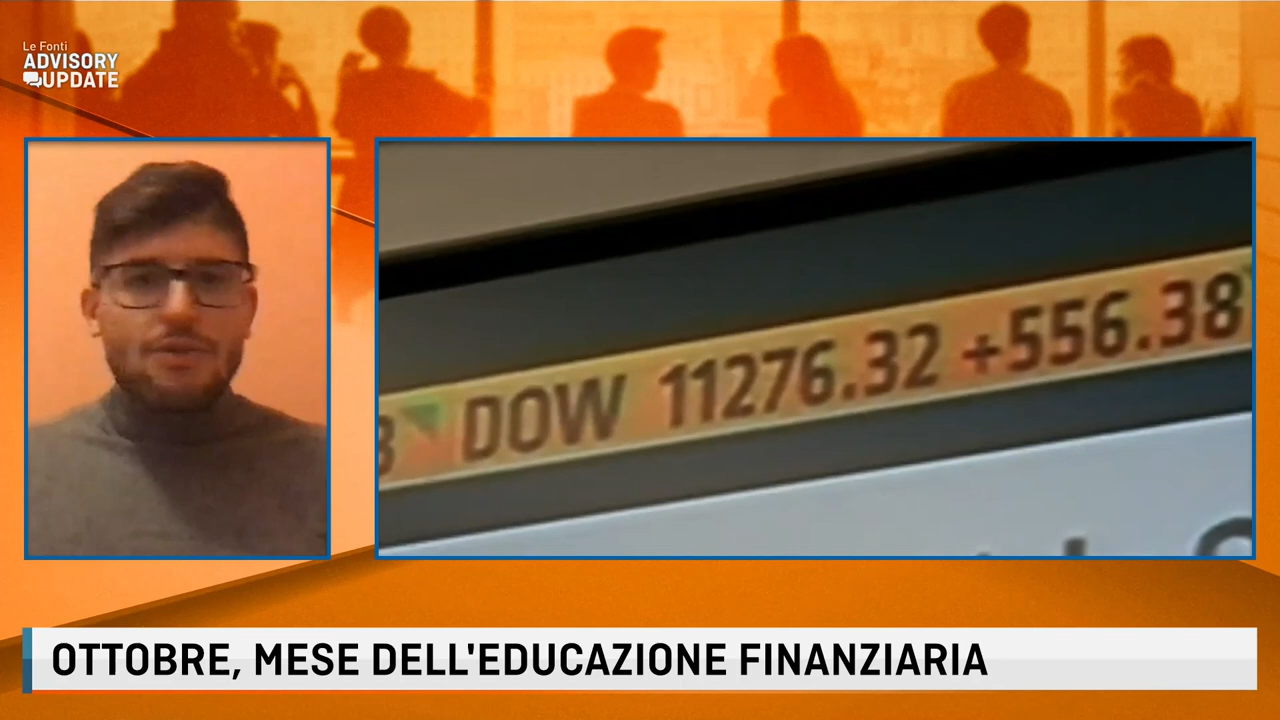 Le Fonti
ADVISORY
UPDATE
DOW 11276.32 +556.38
OTTOBRE, MESE DELL'EDUCAZIONE FINANZIARIA